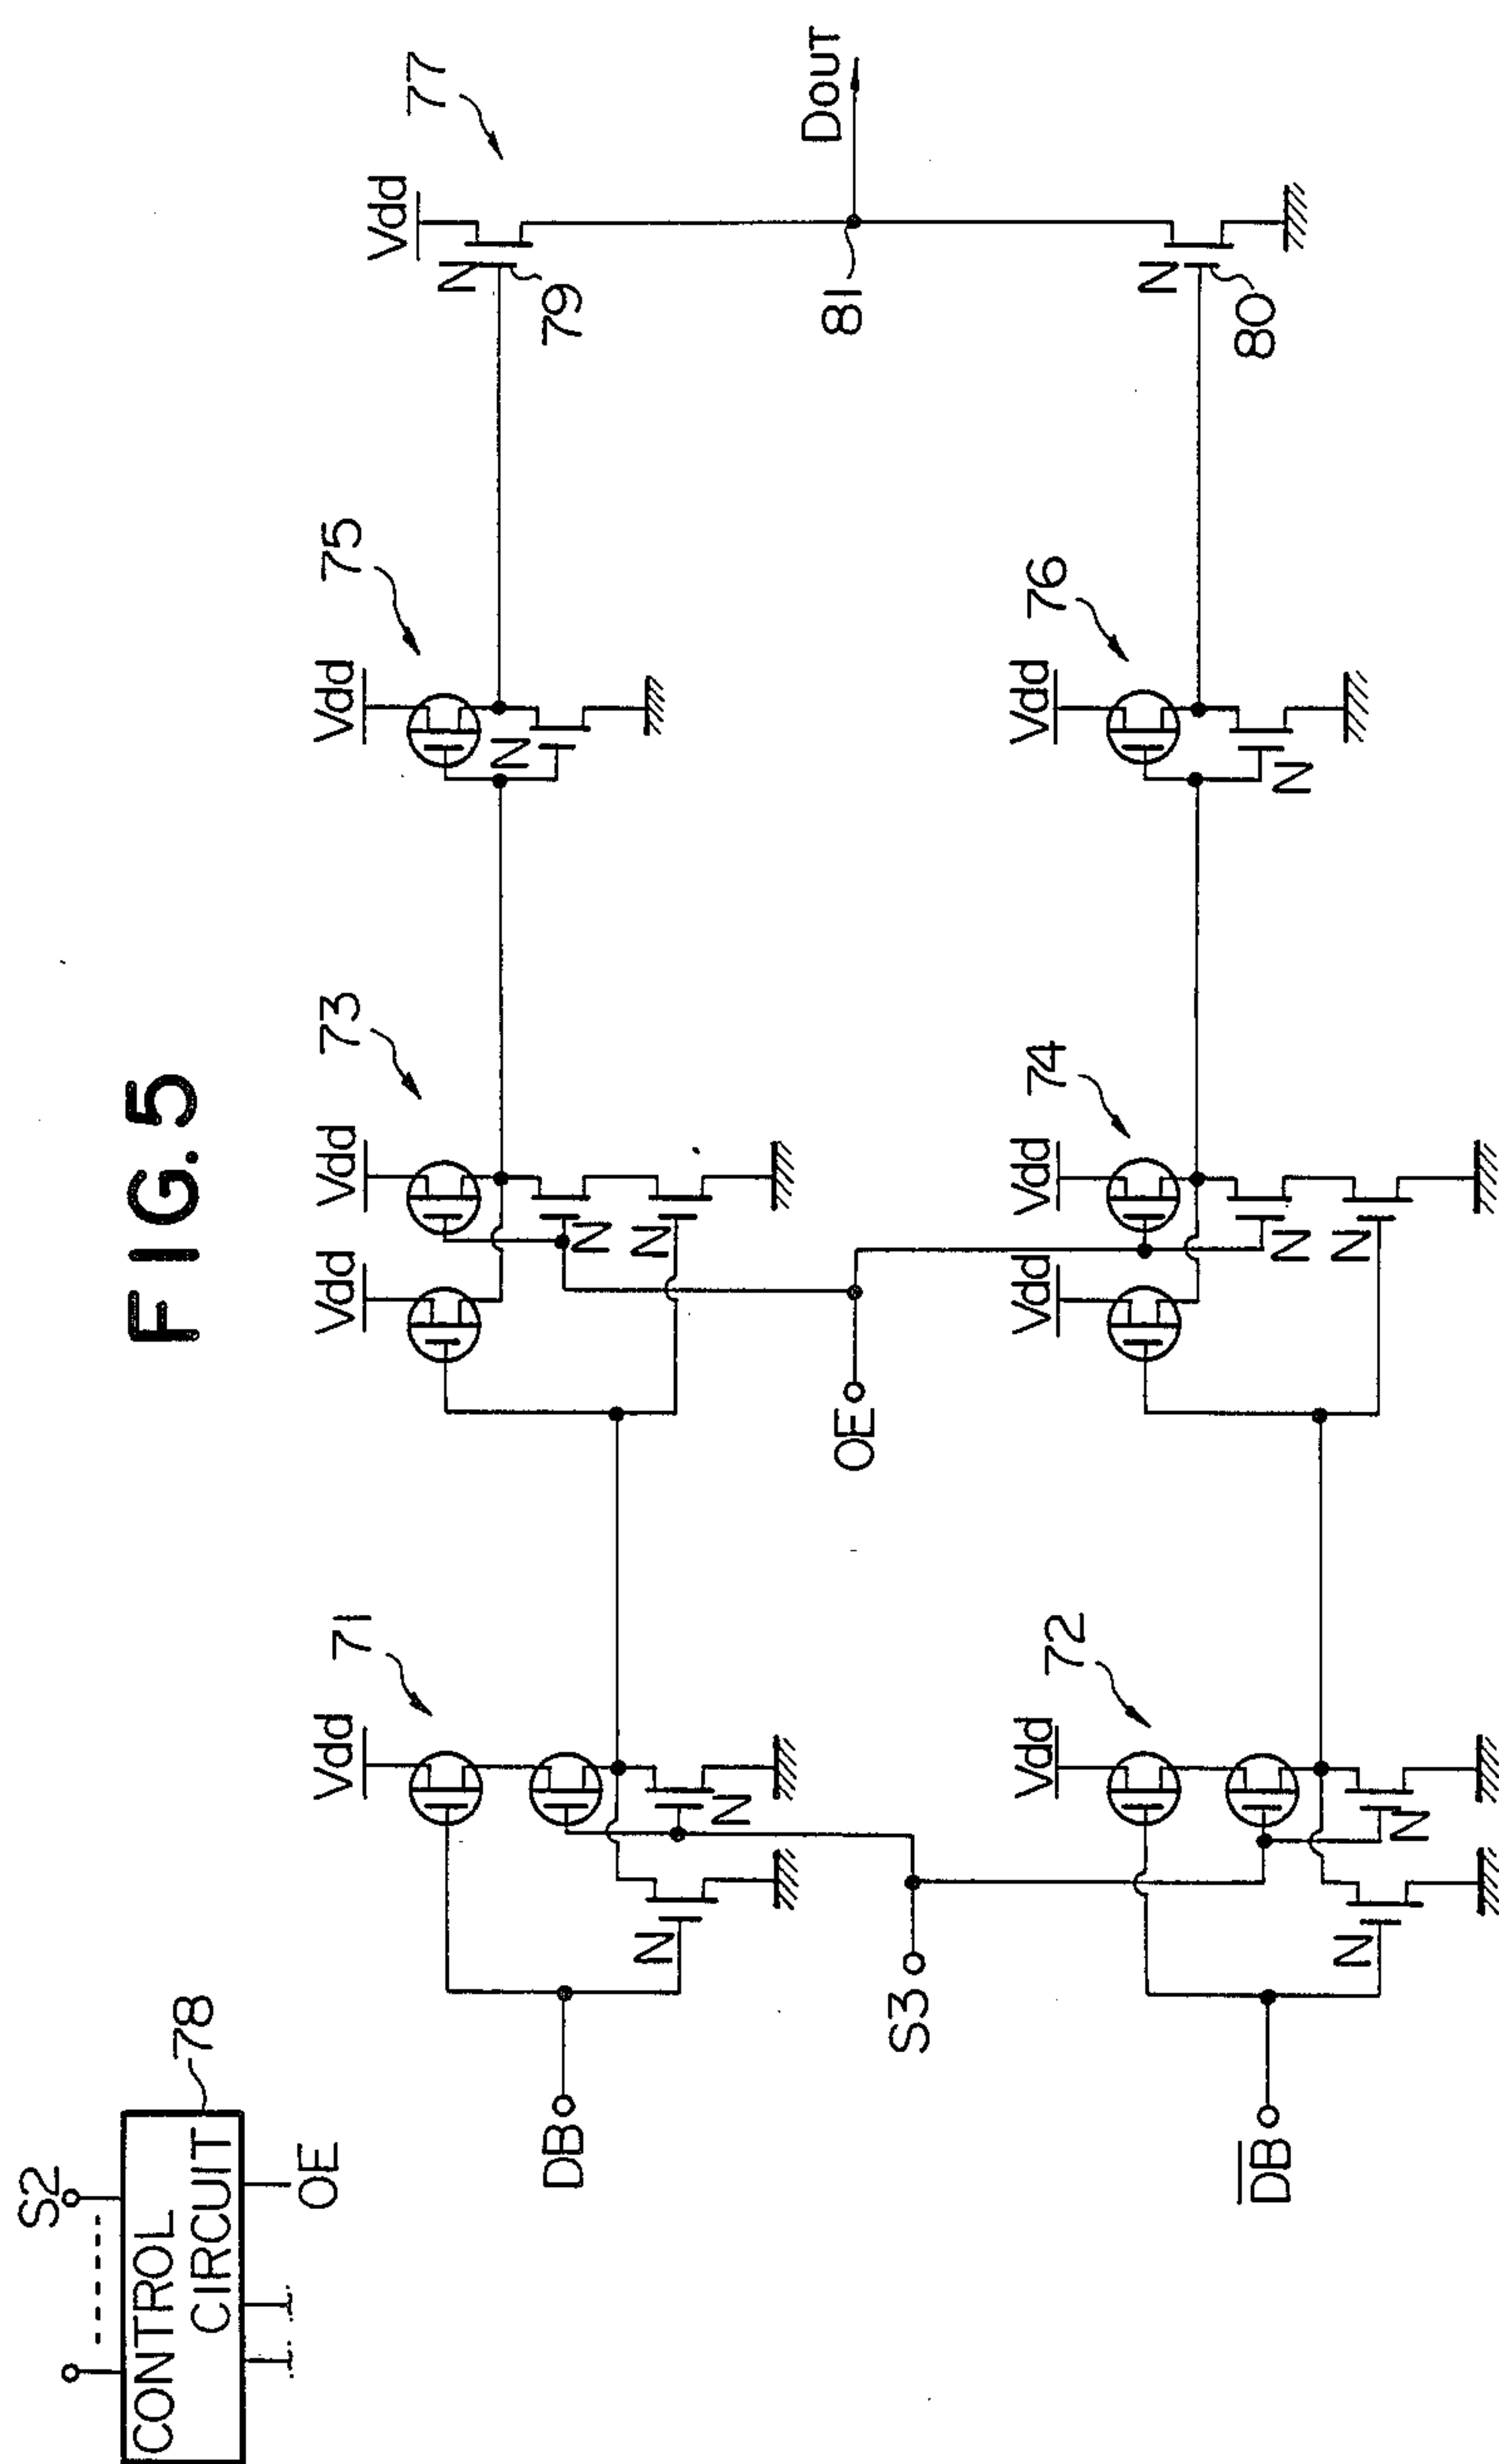 FIG. 5
S2
CONTROL
CIRCUIT
78
OE
DB
71
Vdd
N
N
S3
DB
72
Vdd
N
N
73
Vdd
Vdd
N
N
OE
74
Vdd
Vdd
N
N
75
Vdd
N
76
Vdd
N
77
Vdd
N
79
81
DOUT
N
80